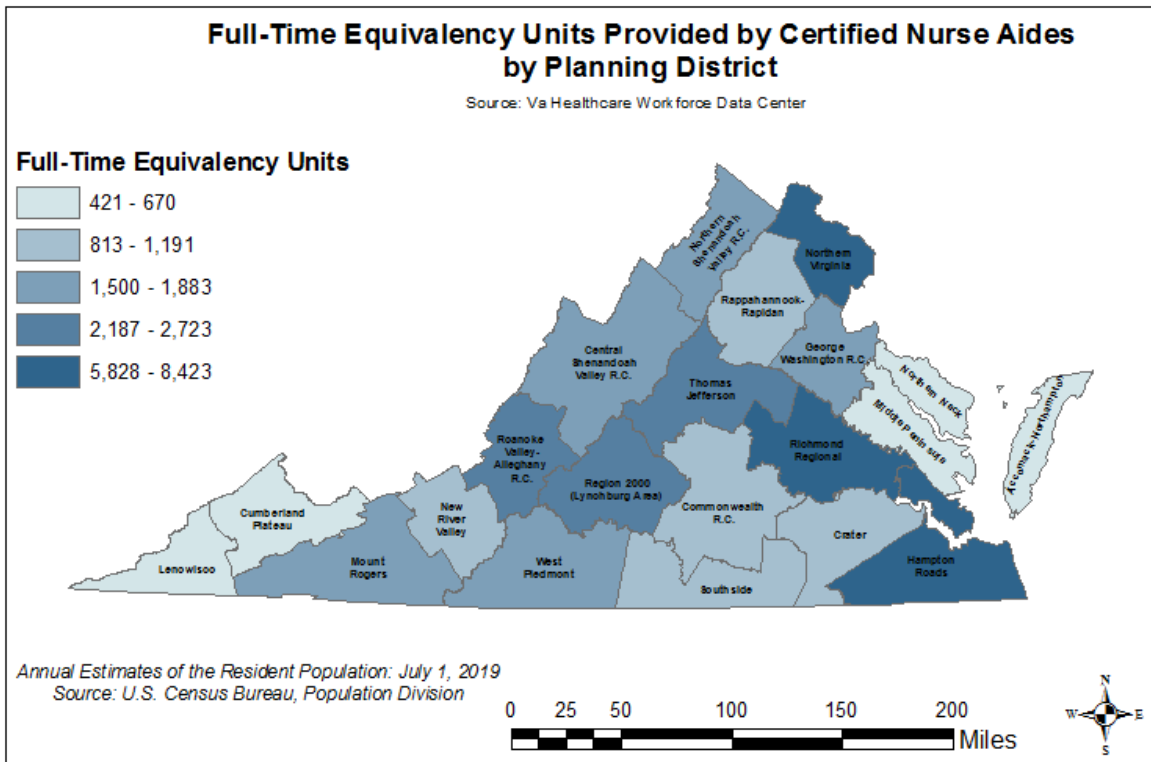 Full-Time Equivalency Units Provided by Certified Nurse Aides
by Planning District
Source: Va Healthcare Workforce Data Center
Full-Time Equivalency Units
421 - 670
813 - 1,191
1,500 - 1,883
2,187 - 2,723
5,828 - 8,423
Northern
Shenandoah
Valley R.C.
Northern
Virginia
Rappahannock-
Rapidan
Central
Shenandoah
Valley R.C.
George
Washington R.C.
Northern Neck
Middle Peninsula
Accomack-Northampton
Thomas
Jefferson
Richmond
Regional
Roanoke
Valley-
Alleghany
R.C.
Region 2000
(Lynchburg Area)
Commonwealth
R.C.
Cumberland
Plateau
New
River
Valley
Crater
Hampton
Roads
Lenowisco
Mount
Rogers
West
Piedmont
Southside
Annual Estimates of the Resident Population: July 1, 2019
Source: U.S. Census Bureau, Population Division
0 25 50 100 150 200
Miles
N
W E
S